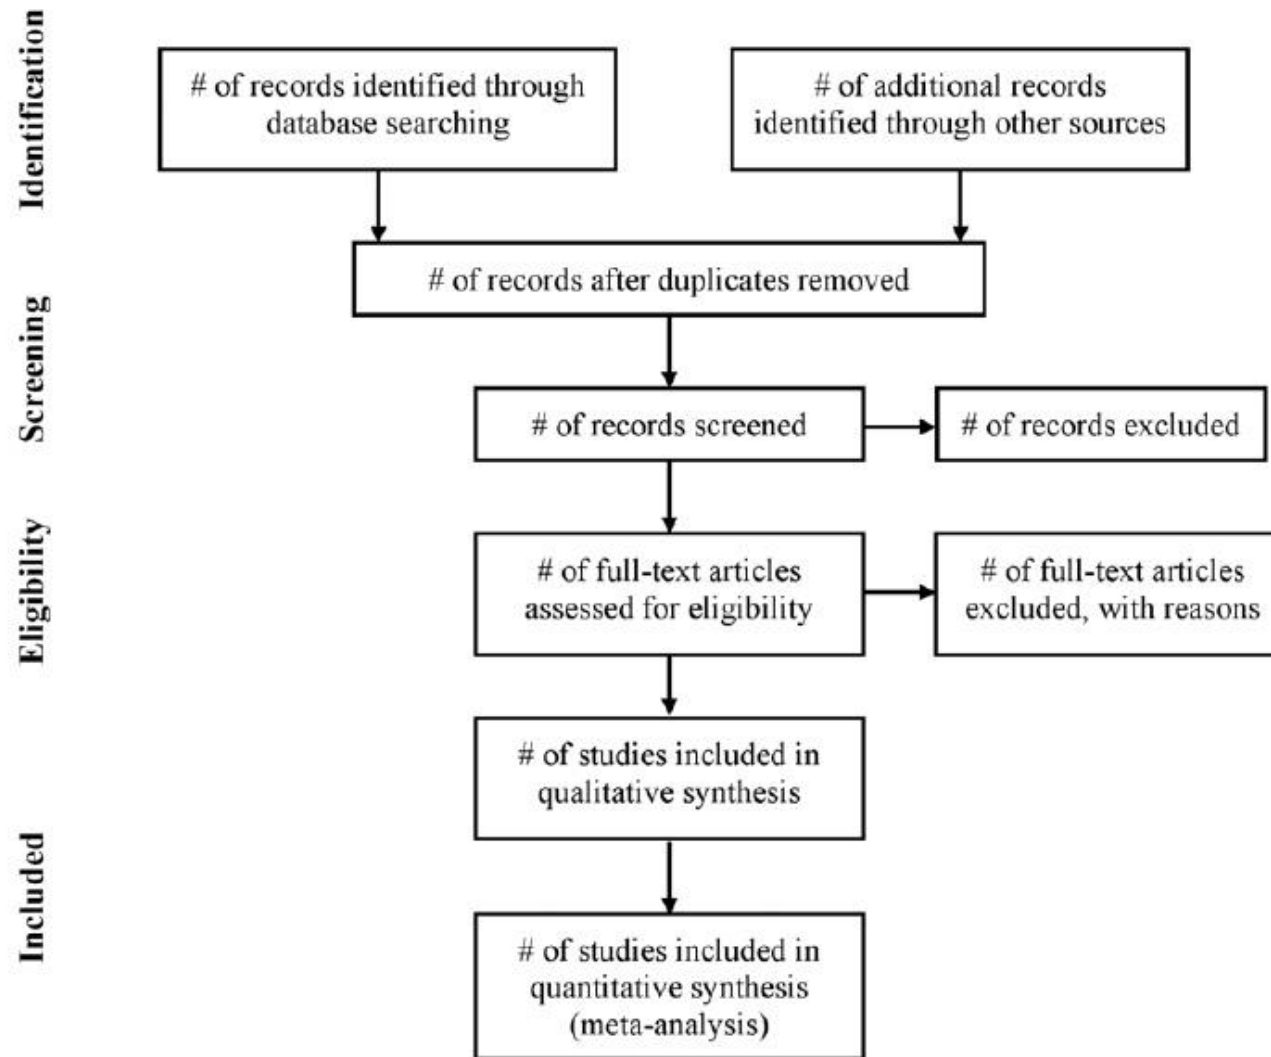 Identification
# of records identified through
database searching
# of additional records
identified through other sources
# of records after duplicates removed
Screening
# of records screened
# of records excluded
Eligibility
# of full-text articles
assessed for eligibility
# of full-text articles
excluded, with reasons
Included
# of studies included in
qualitative synthesis
# of studies included in
quantitative synthesis
(meta-analysis)